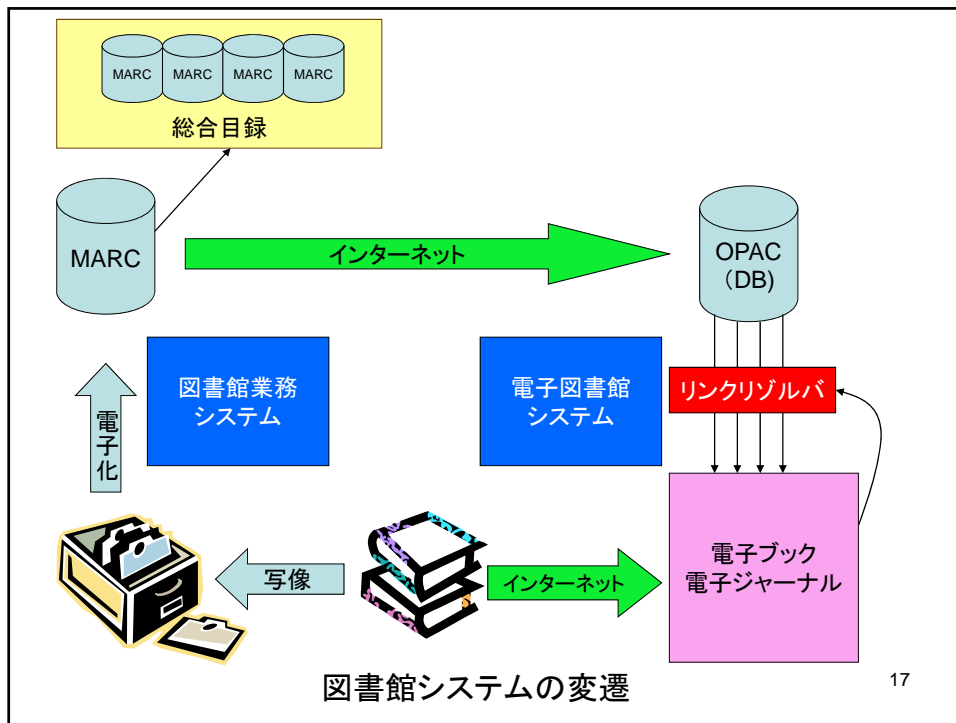 MARC MARC MARC MARC
総合目録
MARC
インターネット
OPAC
(DB)
図書館業務
システム
電子図書館
システム
リンクリゾルバ
電子化
写像
インターネット
電子ブック
電子ジャーナル
図書館システムの変遷
17